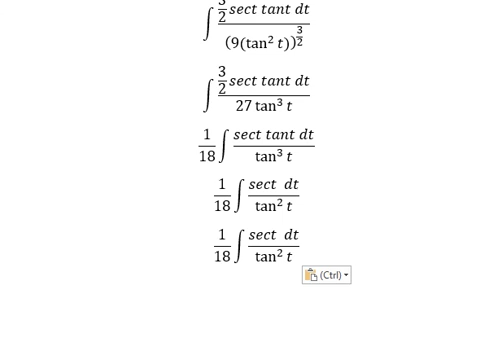 ∫ (3/2 sect tant dt)/(9(tan² t))^(3/2)
∫ (3/2 sect tant dt)/(27 tan³ t)
1/18 ∫ (sect tant dt)/(tan³ t)
1/18 ∫ (sect dt)/(tan² t)
1/18 ∫ (sect dt)/(tan² t)
(Ctrl)